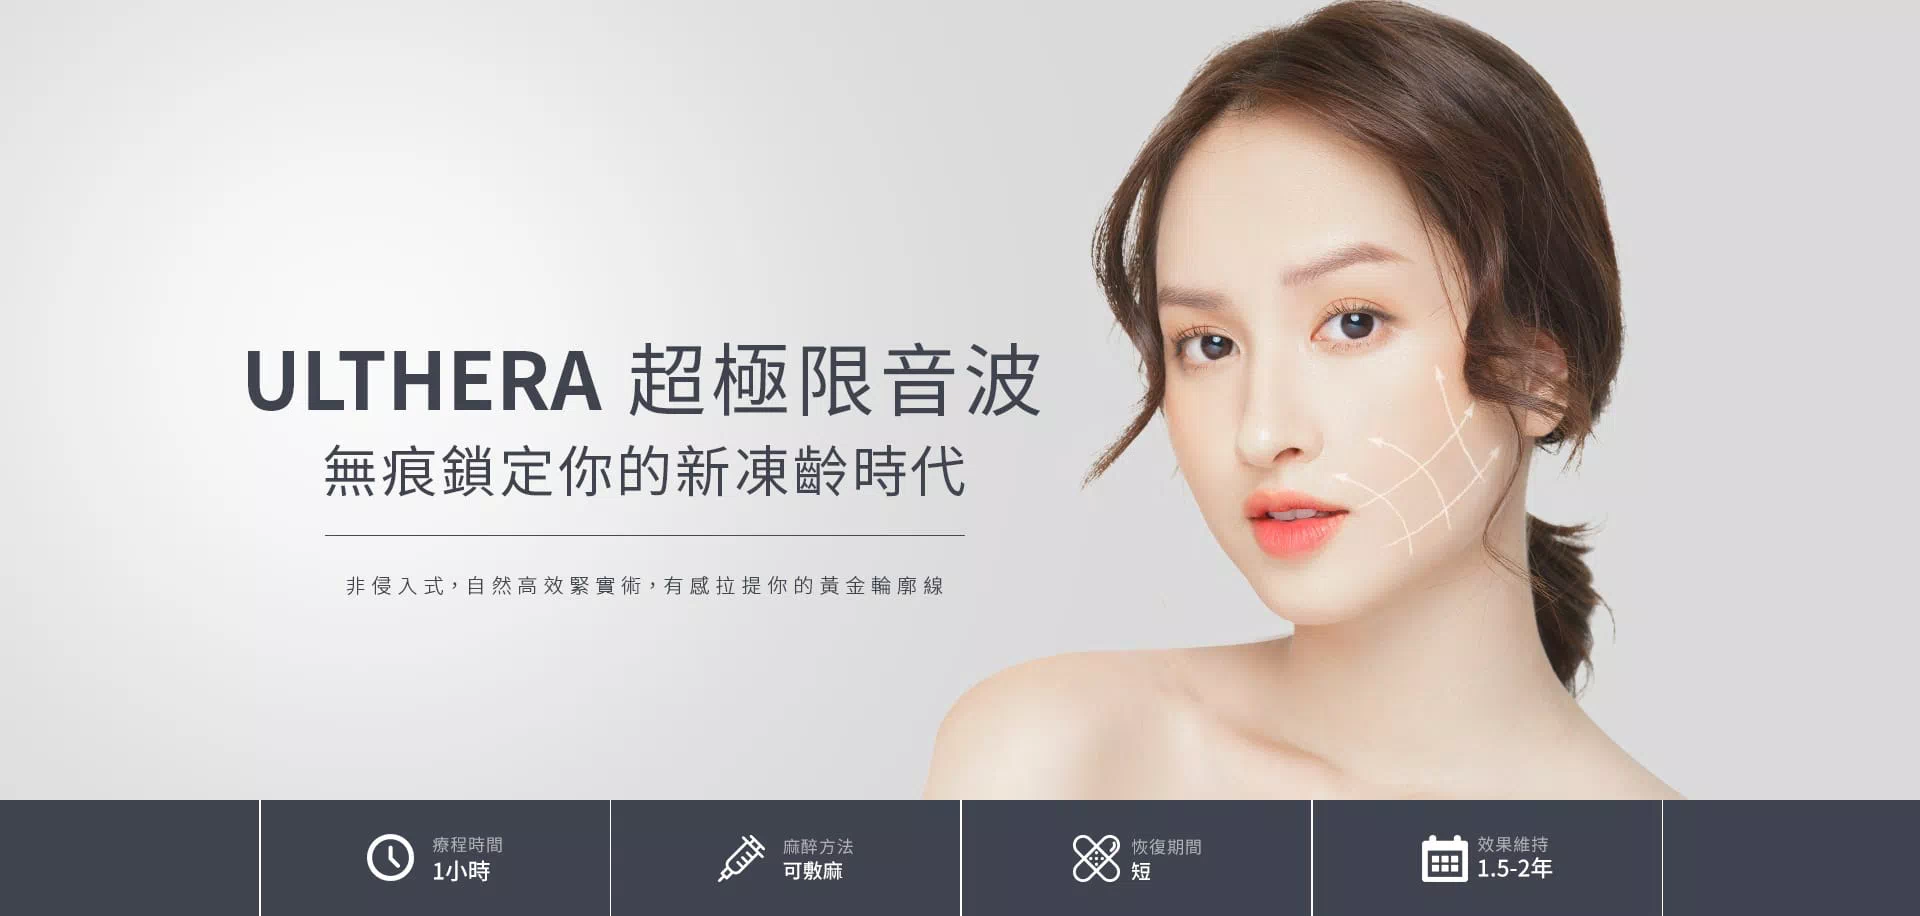 ULTHERA 超極限音波
無痕鎖定你的新凍齡時代
非侵入式，自然高效緊實術，有感拉提你的黃金輪廓線
療程時間
1小時
麻醉方法
可敷麻
恢復期間
短
效果維持
1.5-2年